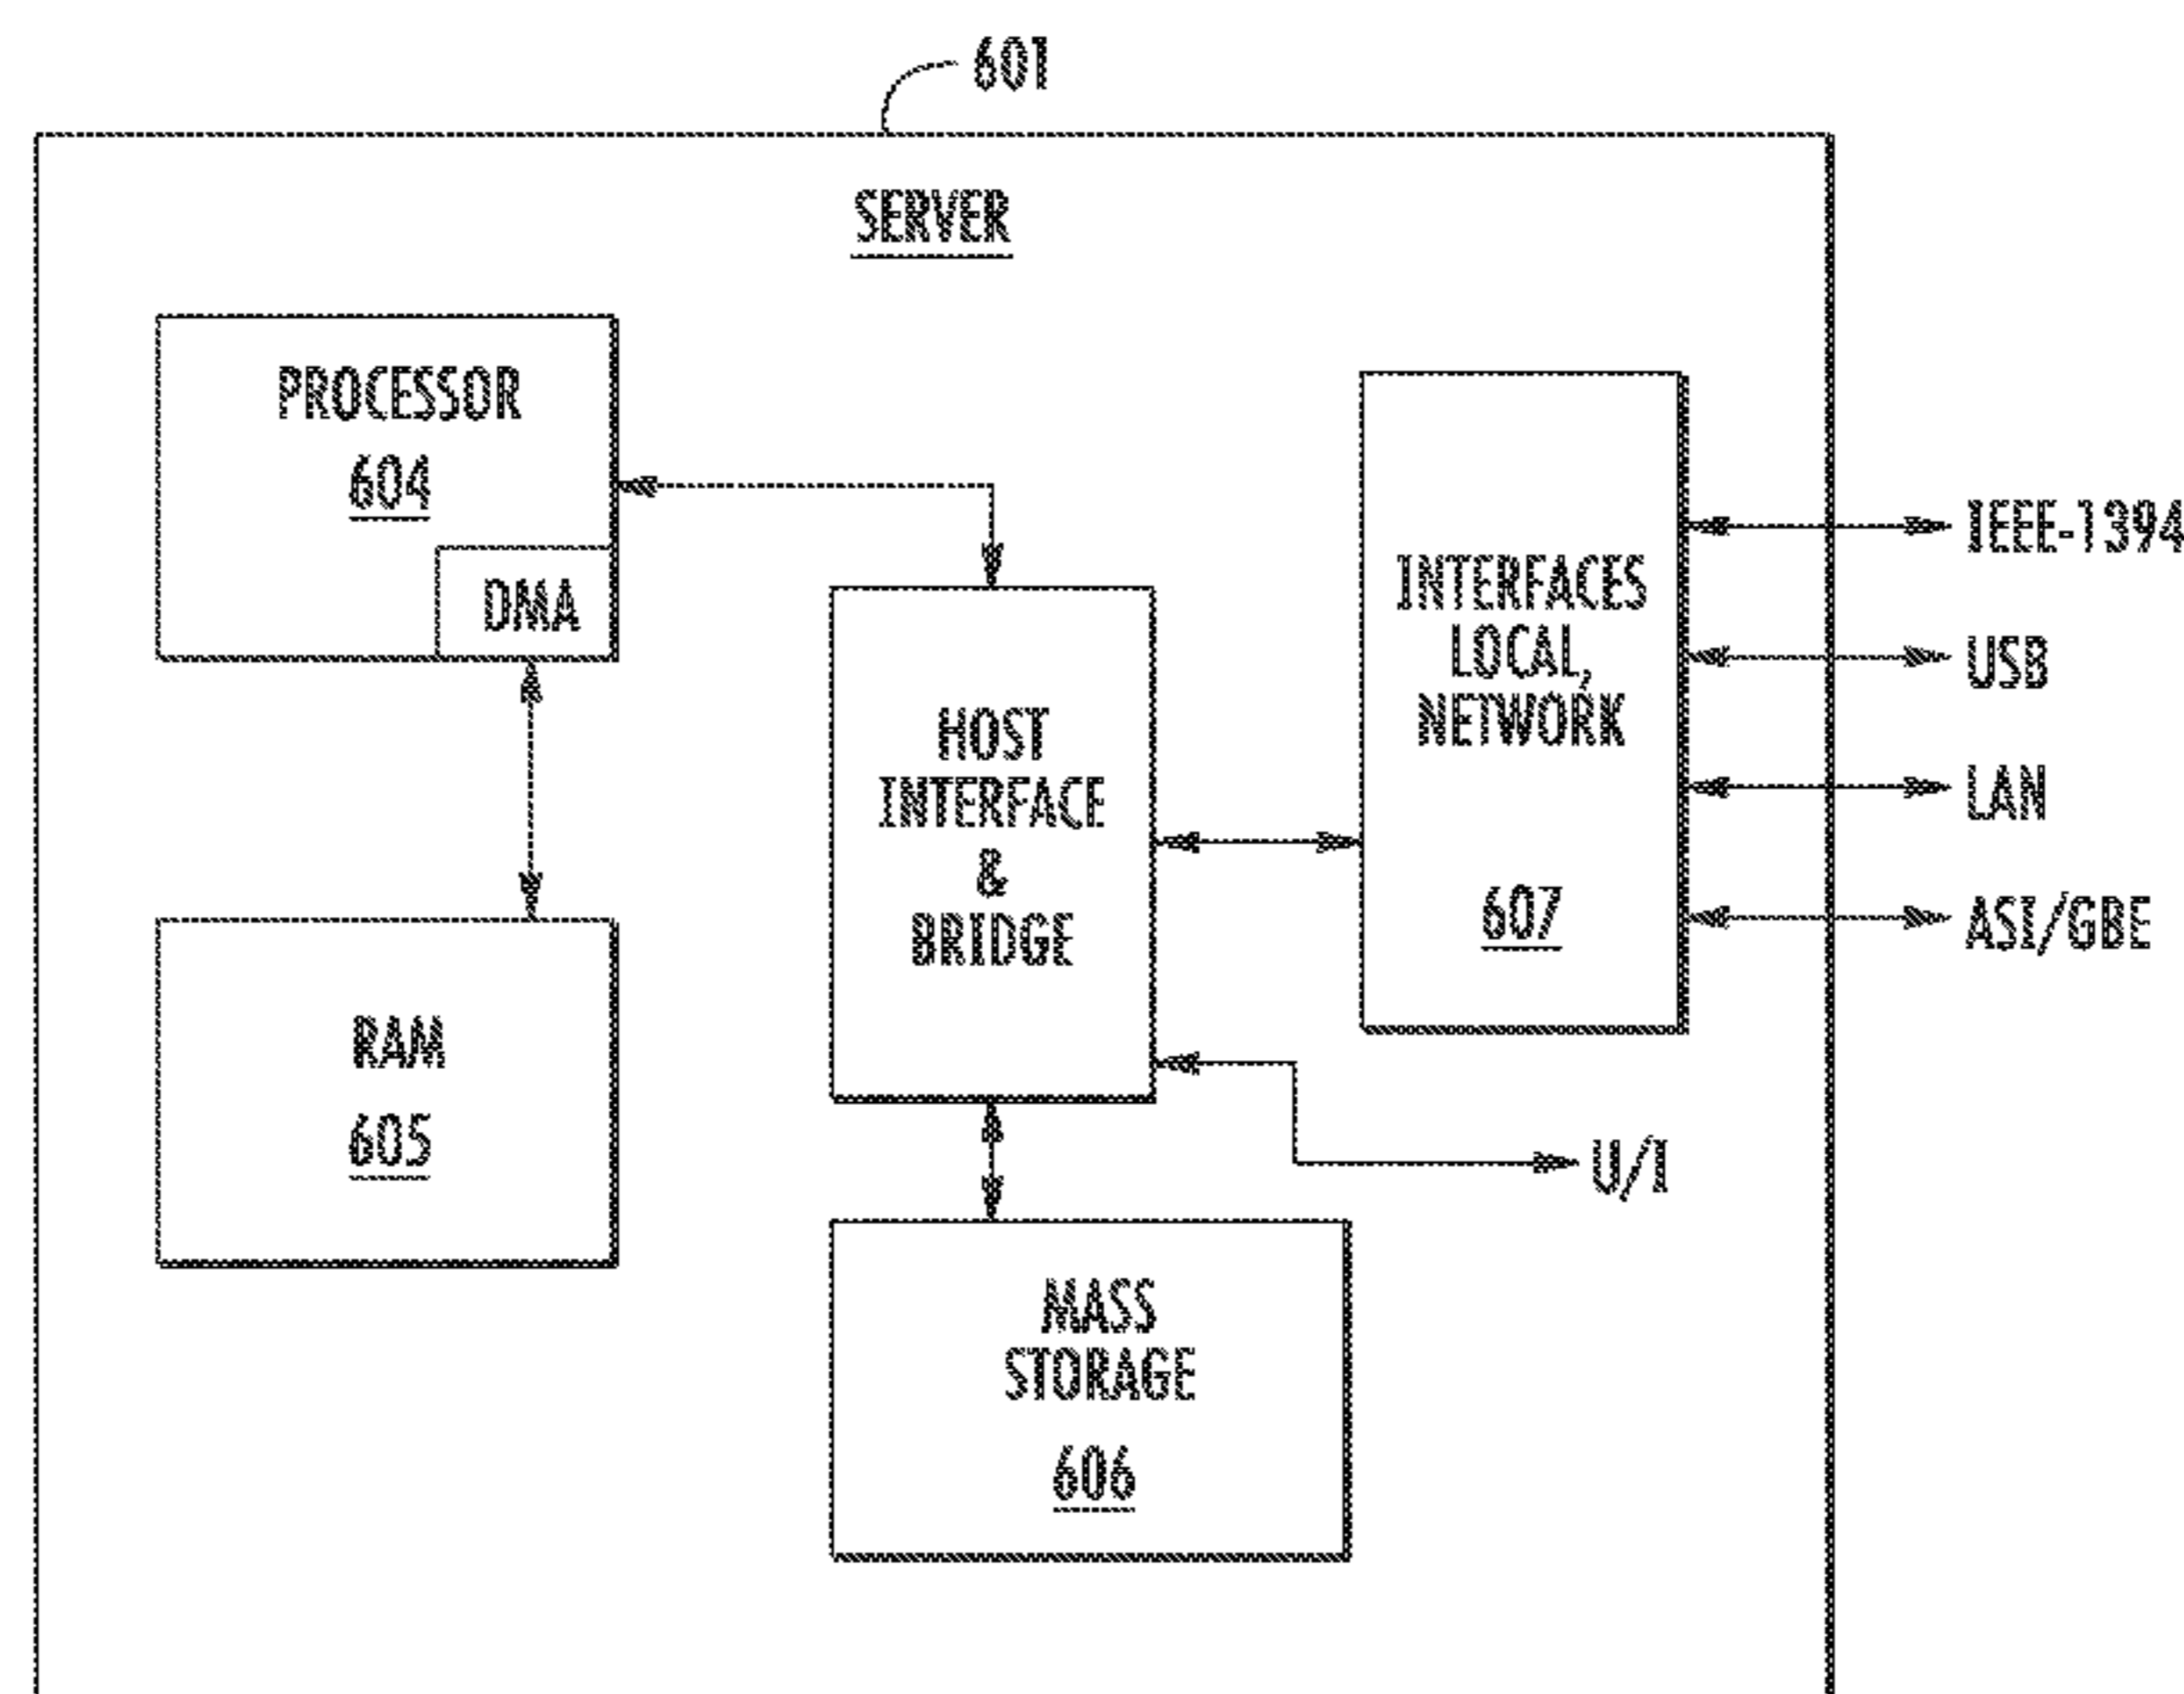 601
SERVER
PROCESSOR
604
DMA
RAM
605
HOST
INTERFACE
&
BRIDGE
INTERFACES
LOCAL,
NETWORK
607
IEEE-1394
USB
LAN
ASI/GBE
U/I
MASS
STORAGE
606